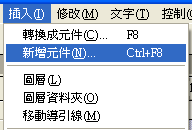 插入(I) 修改(M) 文字(T) 控制(
轉換成元件(C)... F8
新增元件(N)... Ctrl+F8
圖層(L)
圖層資料夾(O)
移動導引線(M)